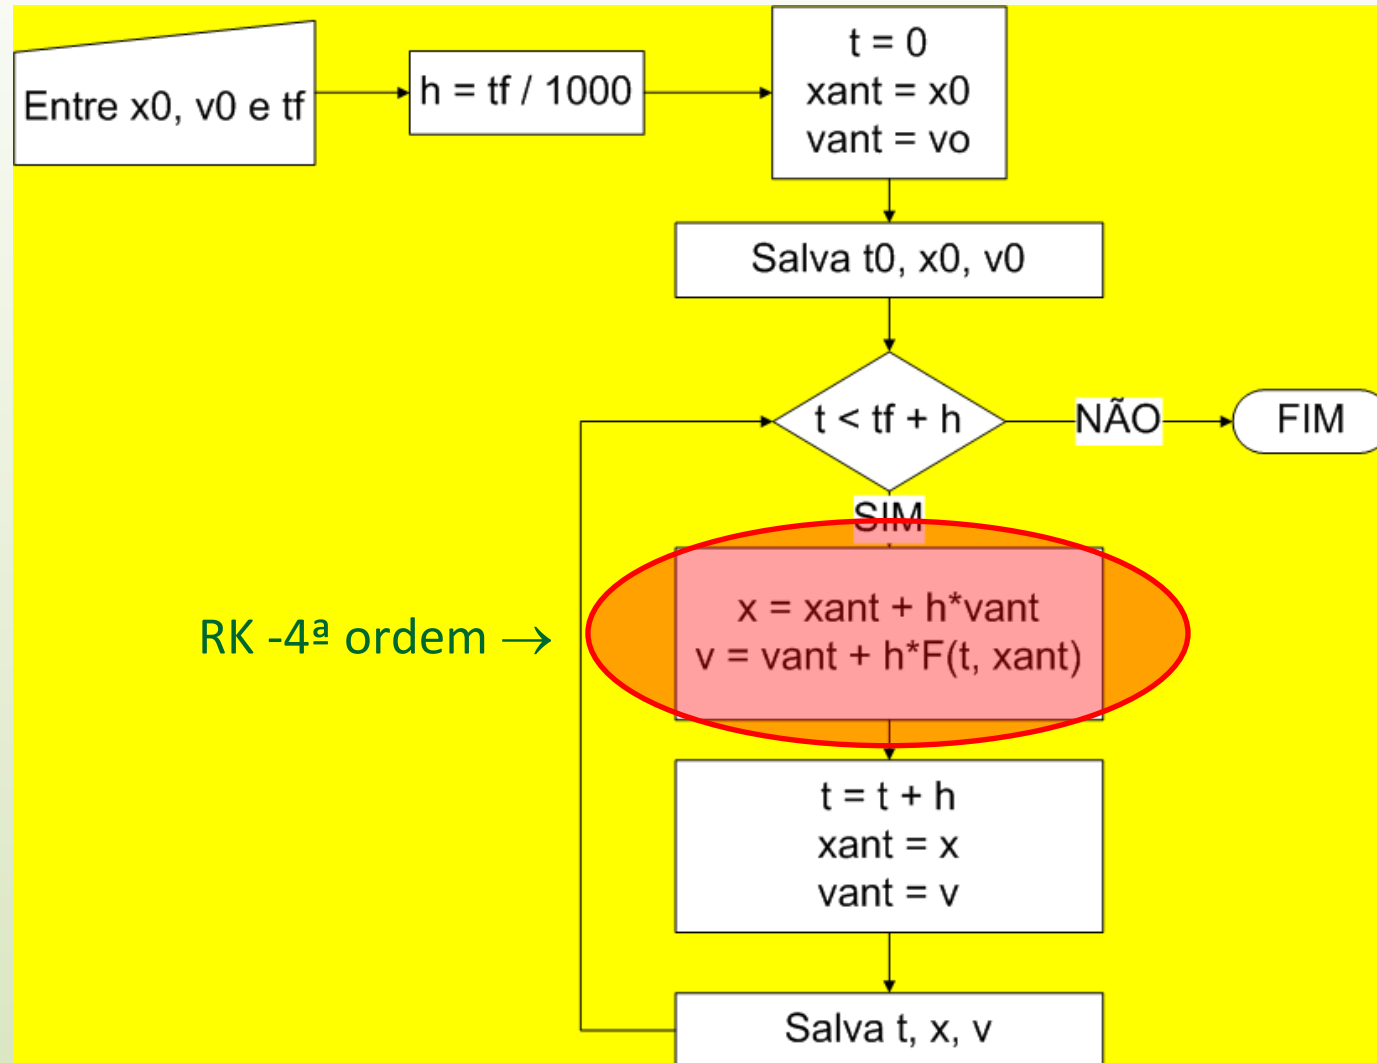 Entre x0, v0 e tf
h = tf / 1000
t = 0
xant = x0
vant = vo
Salva t0, x0, v0
t < tf + h
NÃO
FIM
SIM
RK -4ª ordem →
x = xant + h*vant
v = vant + h*F(t, xant)
t = t + h
xant = x
vant = v
Salva t, x, v